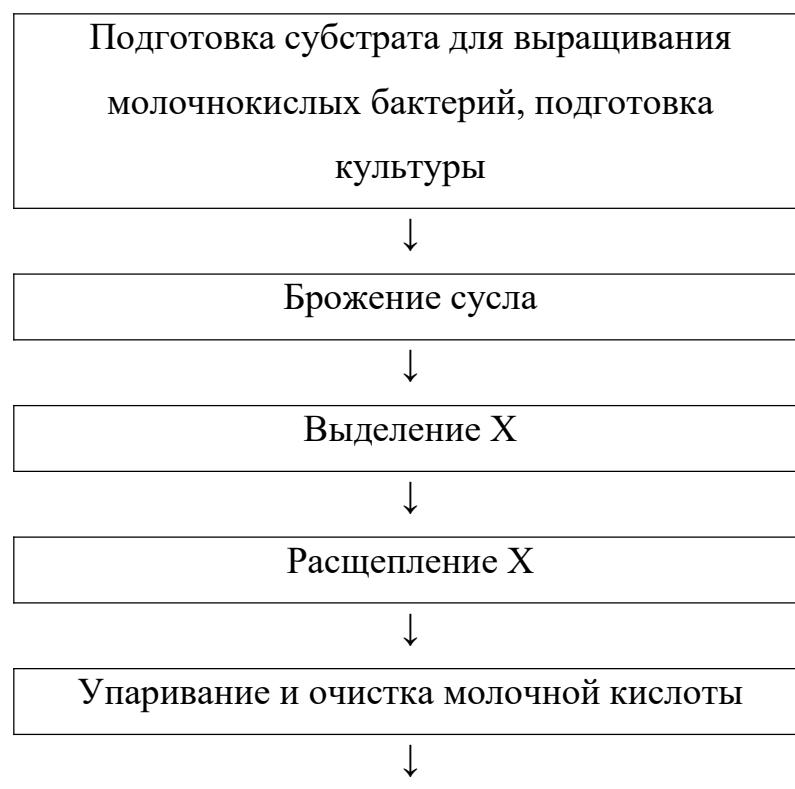 Подготовка субстрата для выращивания
молочнокислых бактерий, подготовка
культуры
↓
Брожение сусла
↓
Выделение X
↓
Расщепление X
↓
Упаривание и очистка молочной кислоты
↓